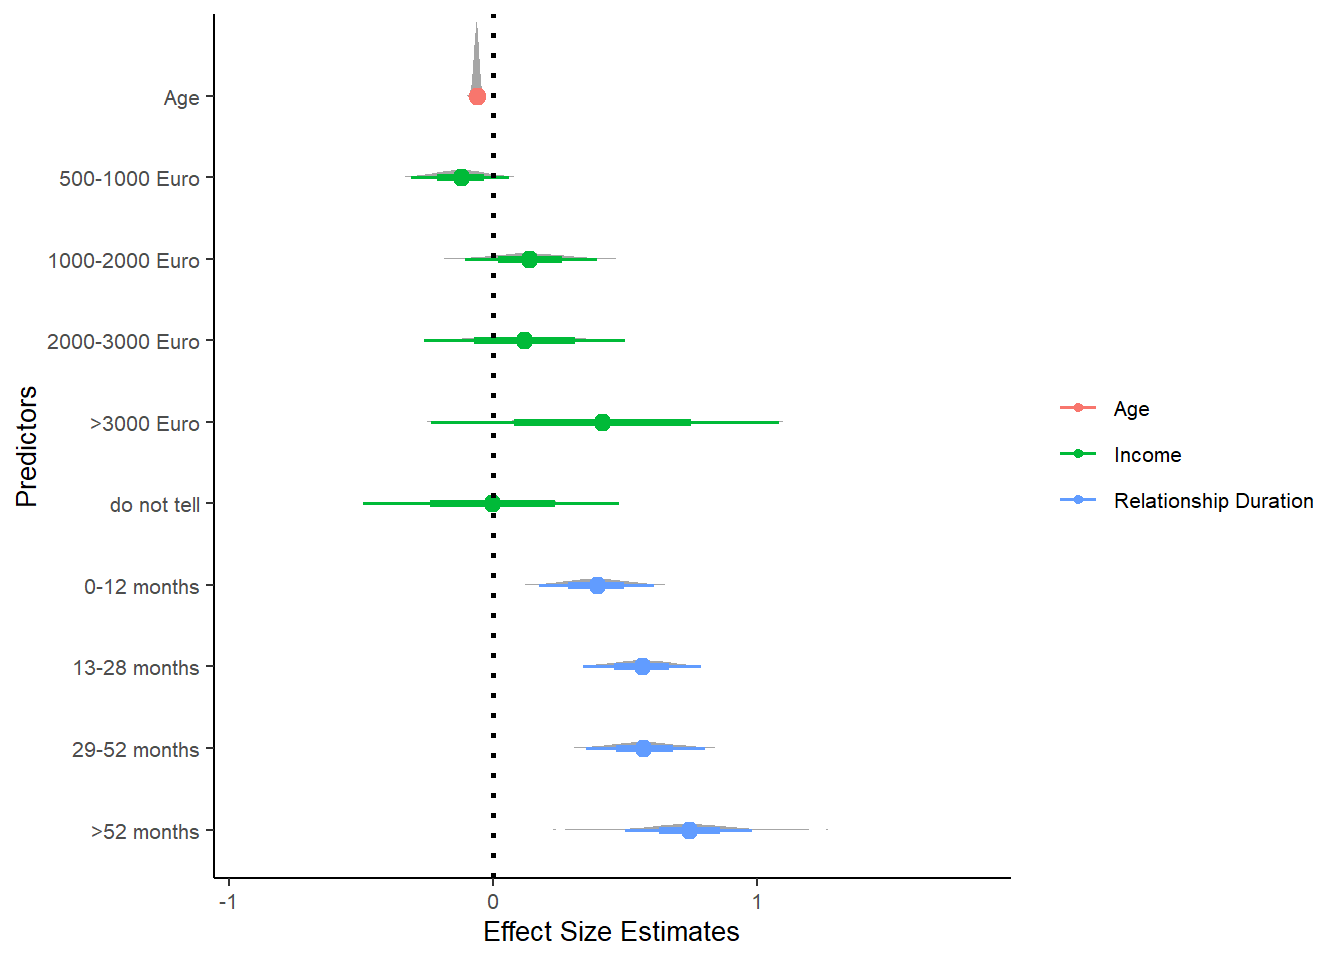 Age
500-1000 Euro
1000-2000 Euro
2000-3000 Euro
>3000 Euro
do not tell
0-12 months
13-28 months
29-52 months
>52 months
Predictors
-1
0
1
Effect Size Estimates
Age
Income
Relationship Duration